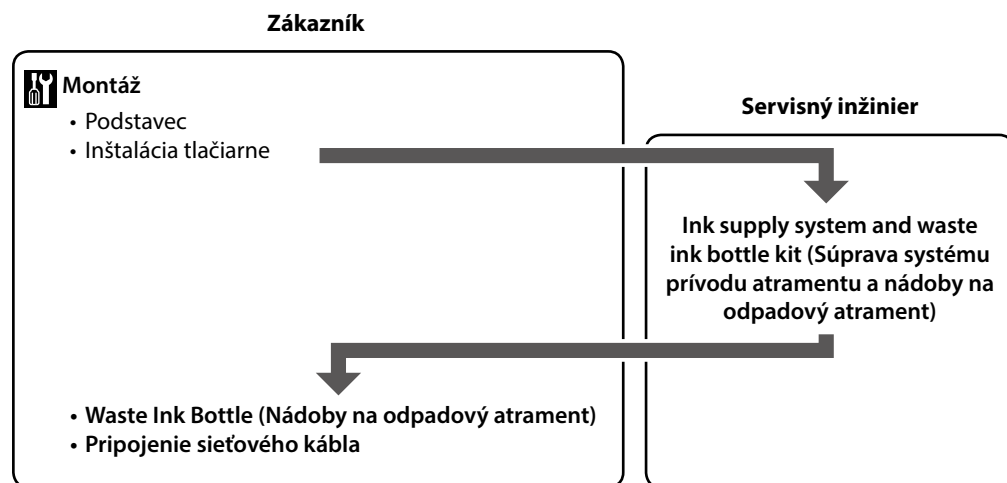 Zákazník
Montáž
• Podstavec
• Inštalácia tlačiarne
Servisný inžinier
Ink supply system and waste
ink bottle kit (Súprava systému
prívodu atramentu a nádoby na
odpadový atrament)
• Waste Ink Bottle (Nádoby na odpadový atrament)
• Pripojenie sieťového kábla